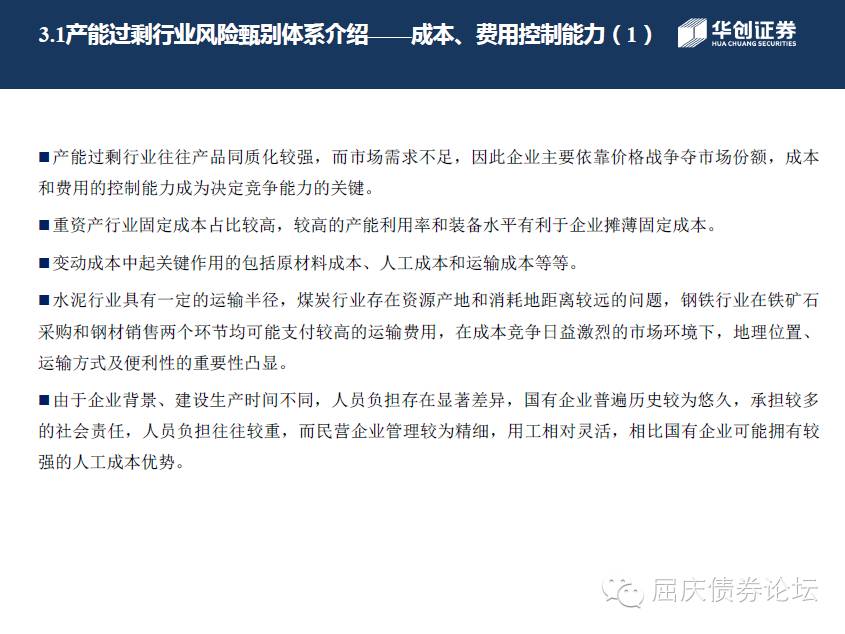 3.1产能过剩行业风险甄别体系介绍——成本、费用控制能力（1）
华创证券
HUA CHUANG SECURITIES
■产能过剩行业往往产品同质化较强，而市场需求不足，因此企业主要依靠价格战争夺市场份额，成本
和费用的控制能力成为决定竞争能力的关键。
■重资产行业固定成本占比较高，较高的产能利用率和装备水平有利于企业摊薄固定成本。
■变动成本中起关键作用的包括原材料成本、人工成本和运输成本等等。
■水泥行业具有一定的运输半径，煤炭行业存在资源产地和消耗地距离较远的问题，钢铁行业在铁矿石
采购和钢材销售两个环节均可能支付较高的运输费用，在成本竞争日益激烈的市场环境下，地理位置、
运输方式及便利性的重要性凸显。
■由于企业背景、建设生产时间不同，人员负担存在显著差异，国有企业普遍历史较为悠久，承担较多
的社会责任，人员负担往往较重，而民营企业管理较为精细，用工相对灵活，相比国有企业可能拥有较
强的人工成本优势。
屈庆债券论坛